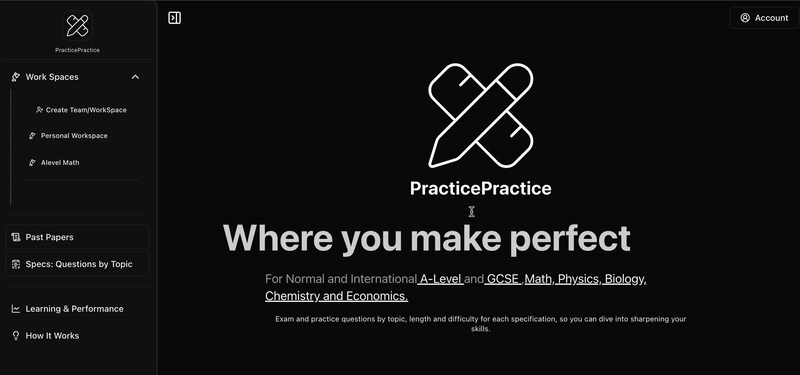 PracticePractice
Work Spaces
Create Team/WorkSpace
Personal Workspace
Alevel Math
Past Papers
Specs: Questions by Topic
Learning & Performance
How It Works
Account
PracticePractice
Where you make perfect
For Normal and International A-Level and GCSE ,Math, Physics, Biology,
Chemistry and Economics.
Exam and practice questions by topic, length and difficulty for each specification, so you can dive into sharpening your
skills.